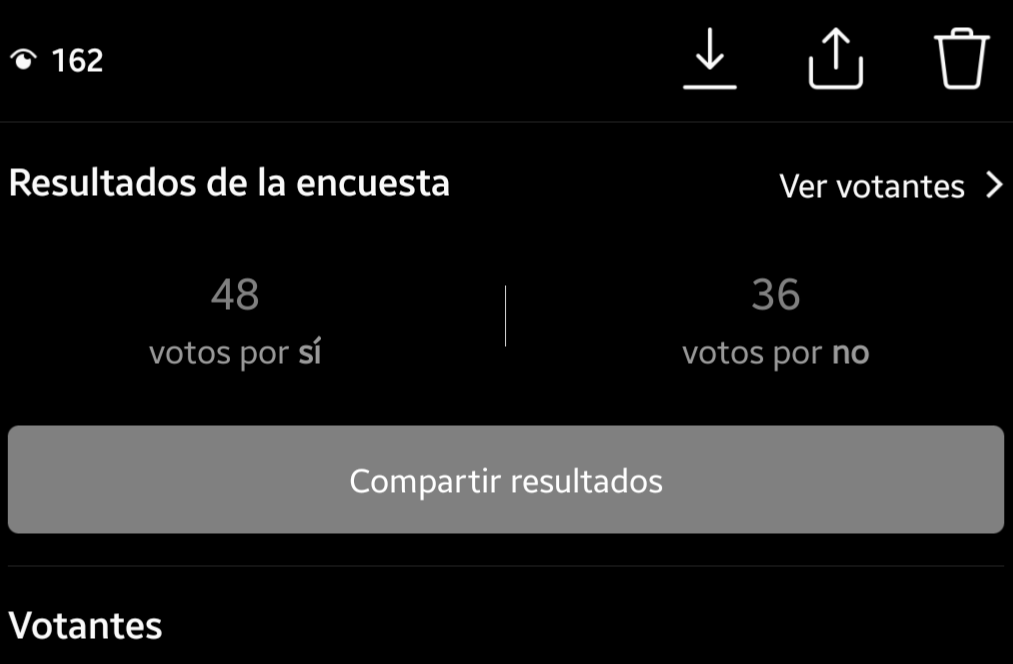 162
Resultados de la encuesta
Ver votantes
48
votos por sí
36
votos por no
Compartir resultados
Votantes